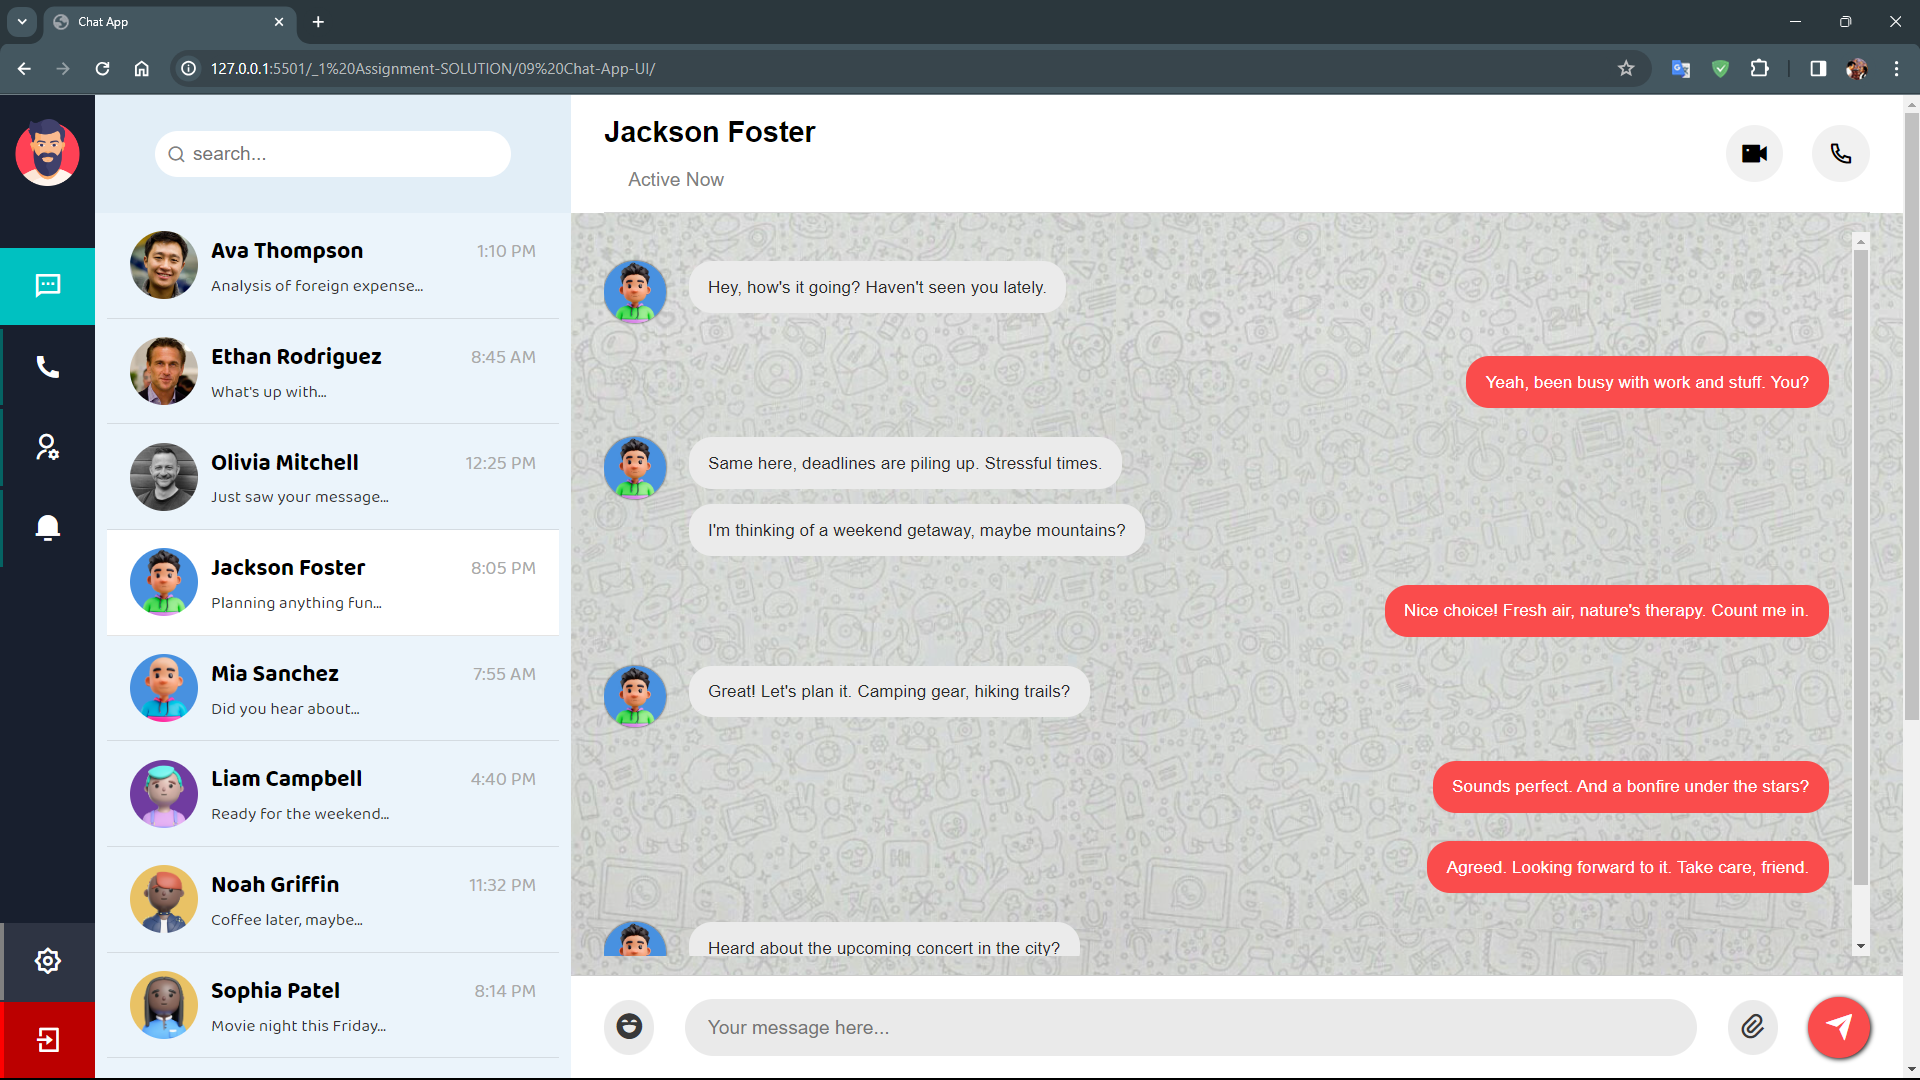 Chat App
127.0.0.1:5501/_1%20Assignment-SOLUTION/09%20Chat-App-UI/
search...
Ava Thompson
1:10 PM
Analysis of foreign expense...
Ethan Rodriguez
8:45 AM
What's up with...
Olivia Mitchell
12:25 PM
Just saw your message...
Jackson Foster
8:05 PM
Planning anything fun...
Mia Sanchez
7:55 AM
Did you hear about...
Liam Campbell
4:40 PM
Ready for the weekend...
Noah Griffin
11:32 PM
Coffee later, maybe...
Sophia Patel
8:14 PM
Movie night this Friday...
Jackson Foster
Active Now
Hey, how's it going? Haven't seen you lately.
Yeah, been busy with work and stuff. You?
Same here, deadlines are piling up. Stressful times.
I'm thinking of a weekend getaway, maybe mountains?
Nice choice! Fresh air, nature's therapy. Count me in.
Great! Let's plan it. Camping gear, hiking trails?
Sounds perfect. And a bonfire under the stars?
Agreed. Looking forward to it. Take care, friend.
Heard about the upcoming concert in the city?
Your message here...